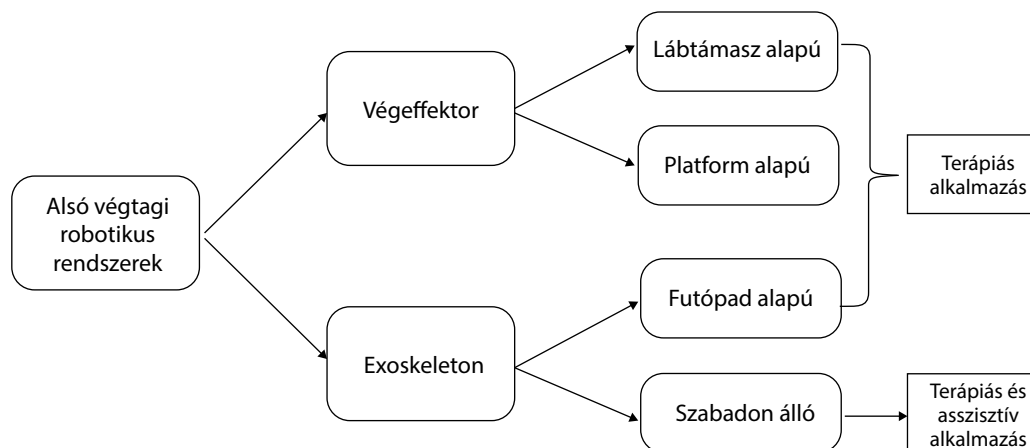 Alsó végtagi
robotikus
rendszerek
Végeffektor
Exoskeleton
Lábtámasz alapú
Platform alapú
Futópad alapú
Szabadon álló
Terápiás
alkalmazás
Terápiás és
asszisztív
alkalmazás